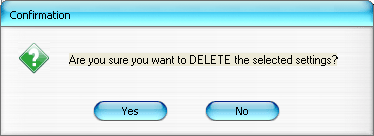 Confirmation
Are you sure you want to DELETE the selected settings?
Yes
No